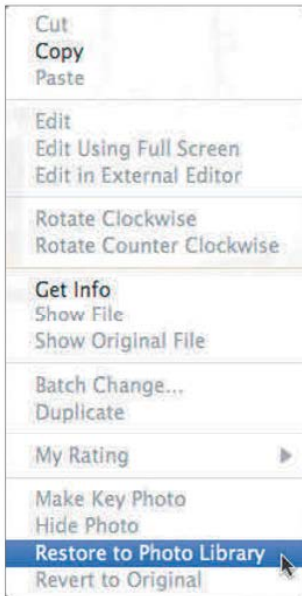 Cut
Copy
Paste
Edit
Edit Using Full Screen
Edit in External Editor
Rotate Clockwise
Rotate Counter Clockwise
Get Info
Show File
Show Original File
Batch Change...
Duplicate
My Rating
Make Key Photo
Hide Photo
Restore to Photo Library
Revert to Original